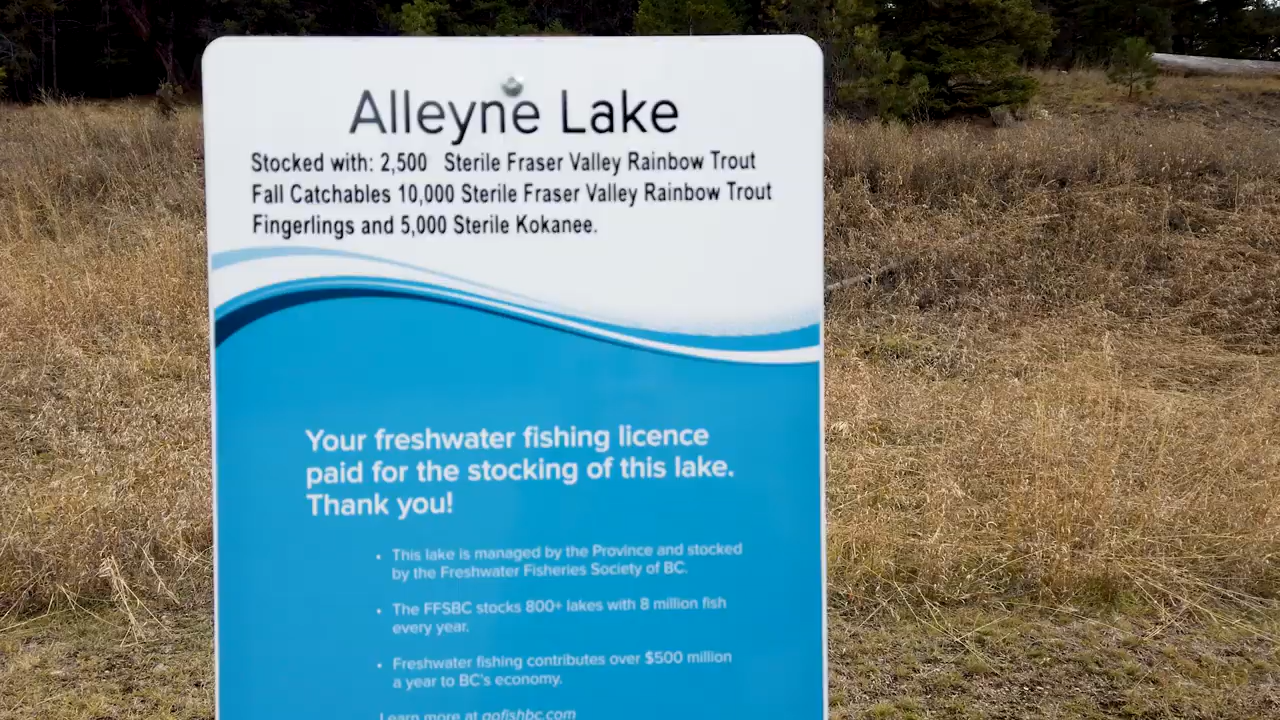 Alleyne Lake
Stocked with: 2,500 Sterile Fraser Valley Rainbow Trout
Fall Catchables 10,000 Sterile Fraser Valley Rainbow Trout
Fingerlings and 5,000 Sterile Kokanee.
Your freshwater fishing licence
paid for the stocking of this lake.
Thank you!
• This lake is managed by the Province and stocked
by the Freshwater Fisheries Society of BC.
• The FFSBC stocks 800+ lakes with 8 million fish
every year.
• Freshwater fishing contributes over $500 million
a year to BC's economy.
Learn more at gofishbc.com